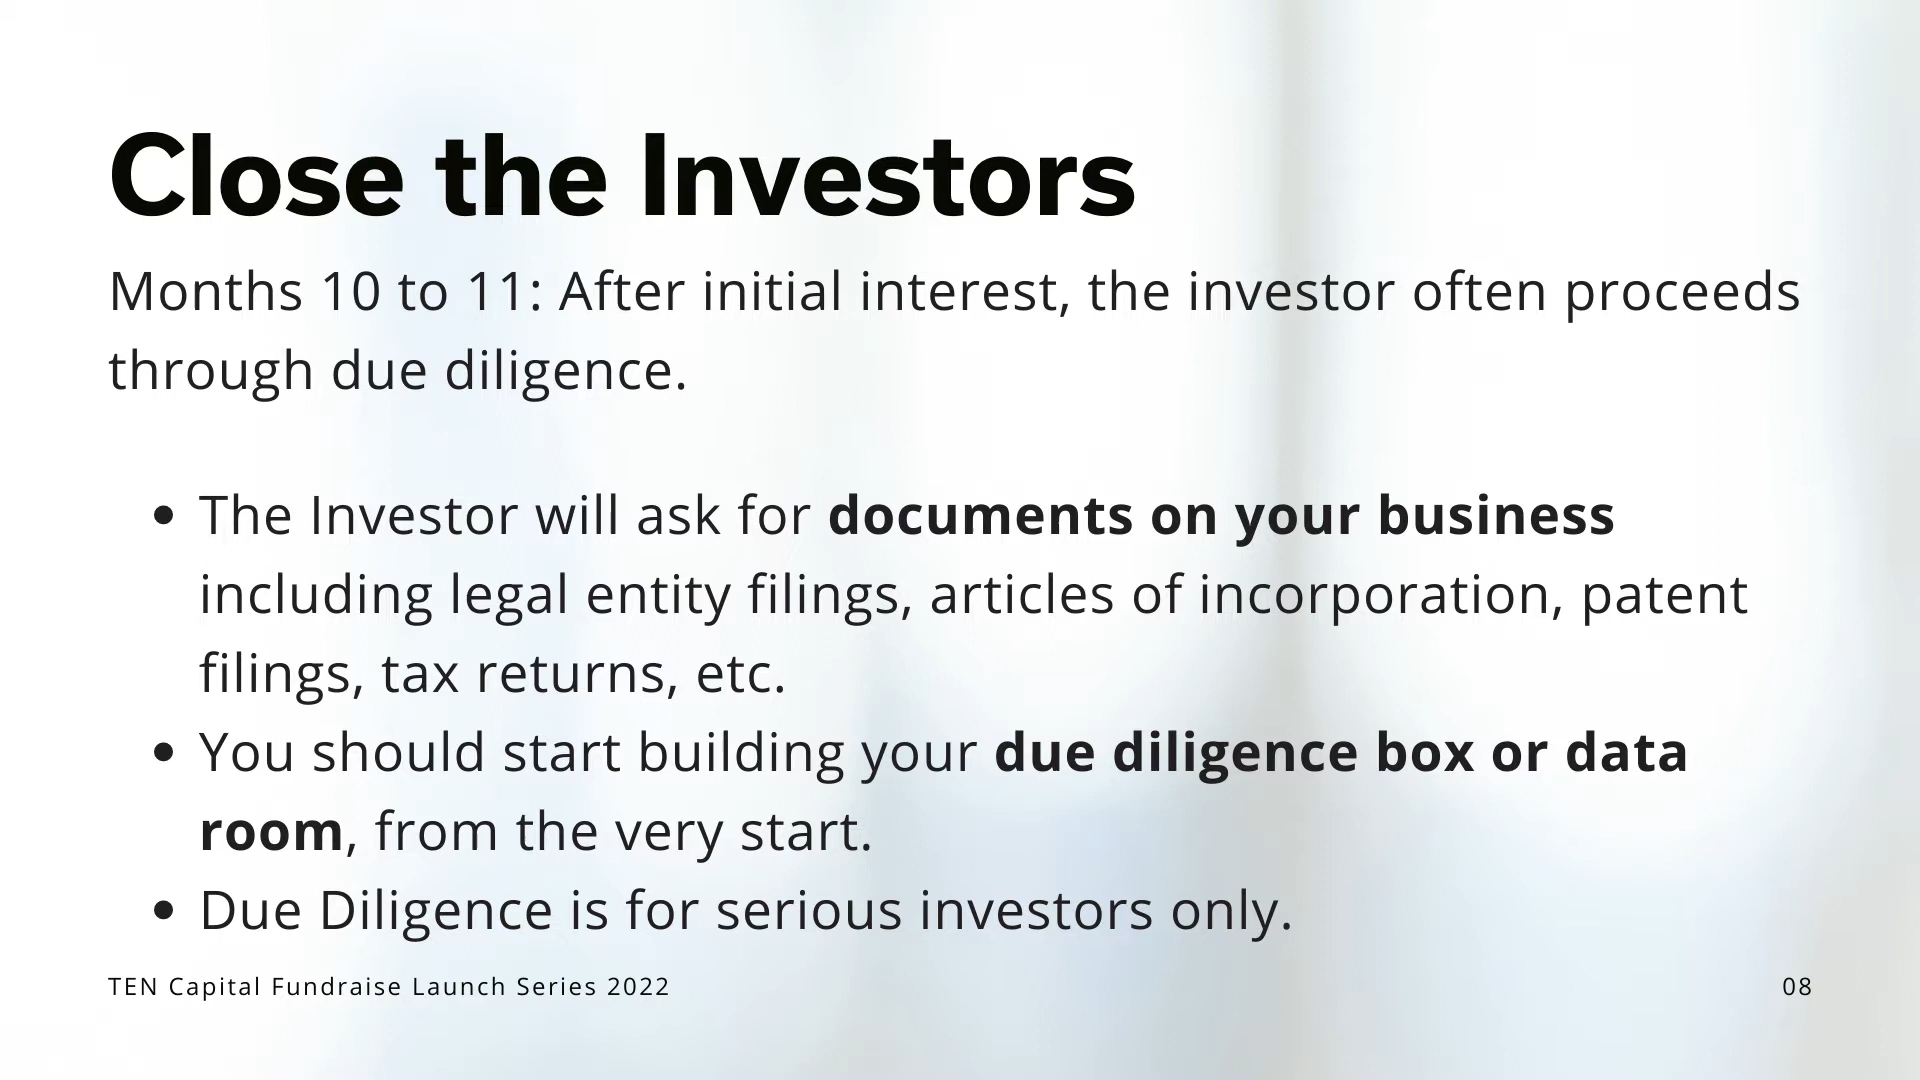 Close the Investors
Months 10 to 11: After initial interest, the investor often proceeds
through due diligence.
• The Investor will ask for documents on your business
including legal entity filings, articles of incorporation, patent
filings, tax returns, etc.
• You should start building your due diligence box or data
room, from the very start.
• Due Diligence is for serious investors only.
TEN Capital Fundraise Launch Series 2022
08